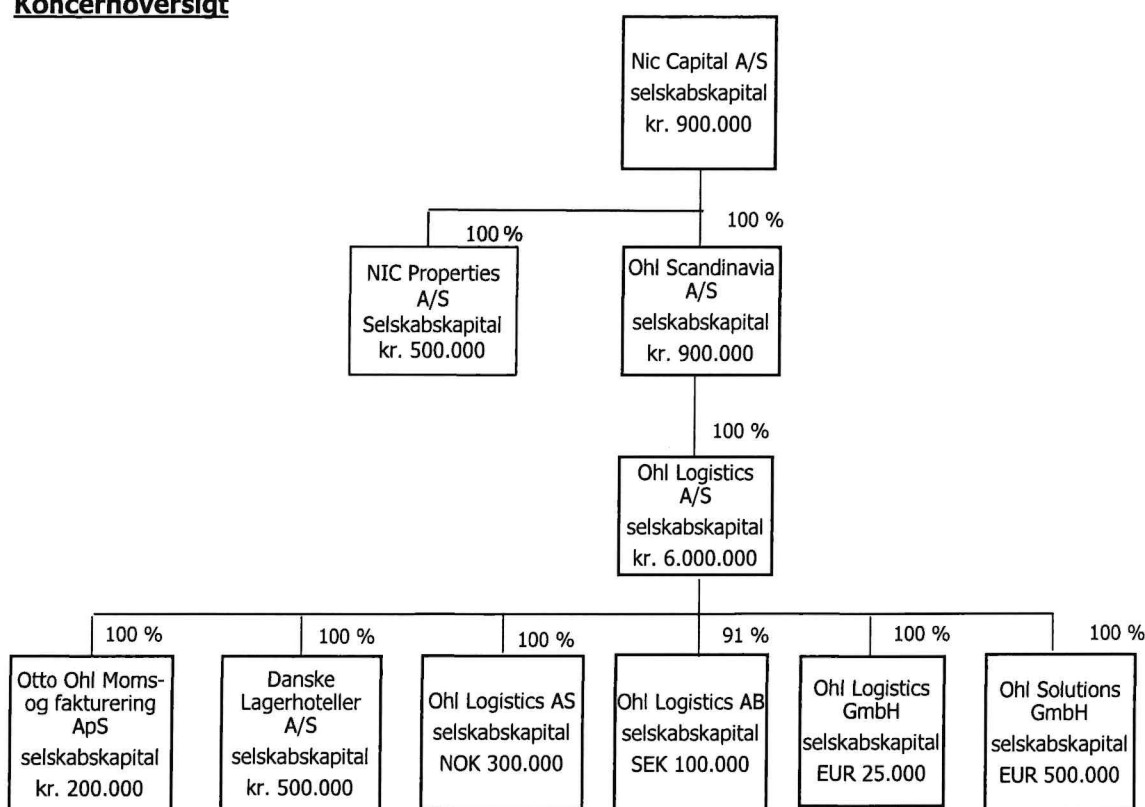 Koncernoversigt
Nic Capital A/S
selskabskapital
kr. 900.000
100 %
100 %
NIC Properties
A/S
Selskabskapital
kr. 500.000
Ohl Scandinavia
A/S
selskabskapital
kr. 900.000
100 %
Ohl Logistics
A/S
selskabskapital
kr. 6.000.000
100 %
100 %
100 %
91 %
100 %
100 %
Otto Ohl Moms-
og fakturering
ApS
selskabskapital
kr. 200.000
Danske
Lagerhoteller
A/S
selskabskapital
kr. 500.000
Ohl Logistics AS
selskabskapital
NOK 300.000
Ohl Logistics AB
selskabskapital
SEK 100.000
Ohl Logistics
GmbH
selskabskapital
EUR 25.000
Ohl Solutions
GmbH
selskabskapital
EUR 500.000